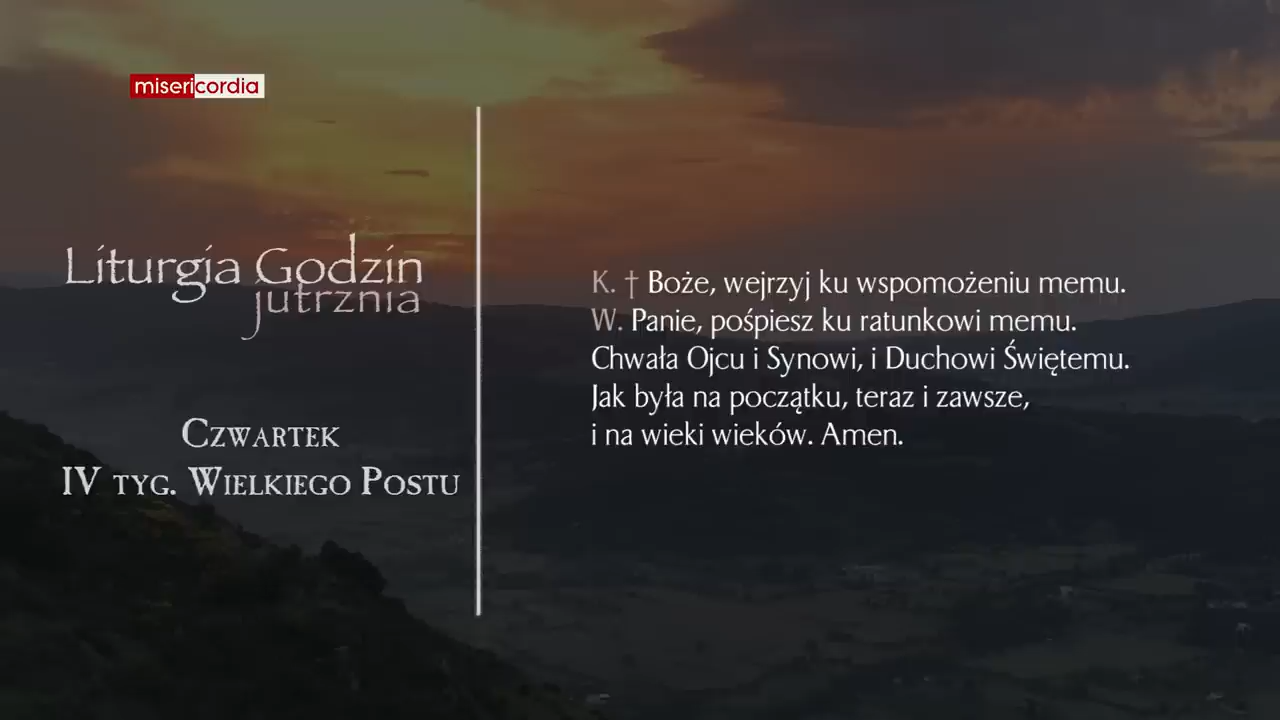 misericordia
Liturgia Godzin
jutrznia
Czwartek
IV tyg. Wielkiego Postu
K. † Boże, wejrzyj ku wspomożeniu memu.
W. Panie, pośpiesz ku ratunkowi memu.
Chwała Ojcu i Synowi, i Duchowi Świętemu.
Jak była na początku, teraz i zawsze,
i na wieki wieków. Amen.